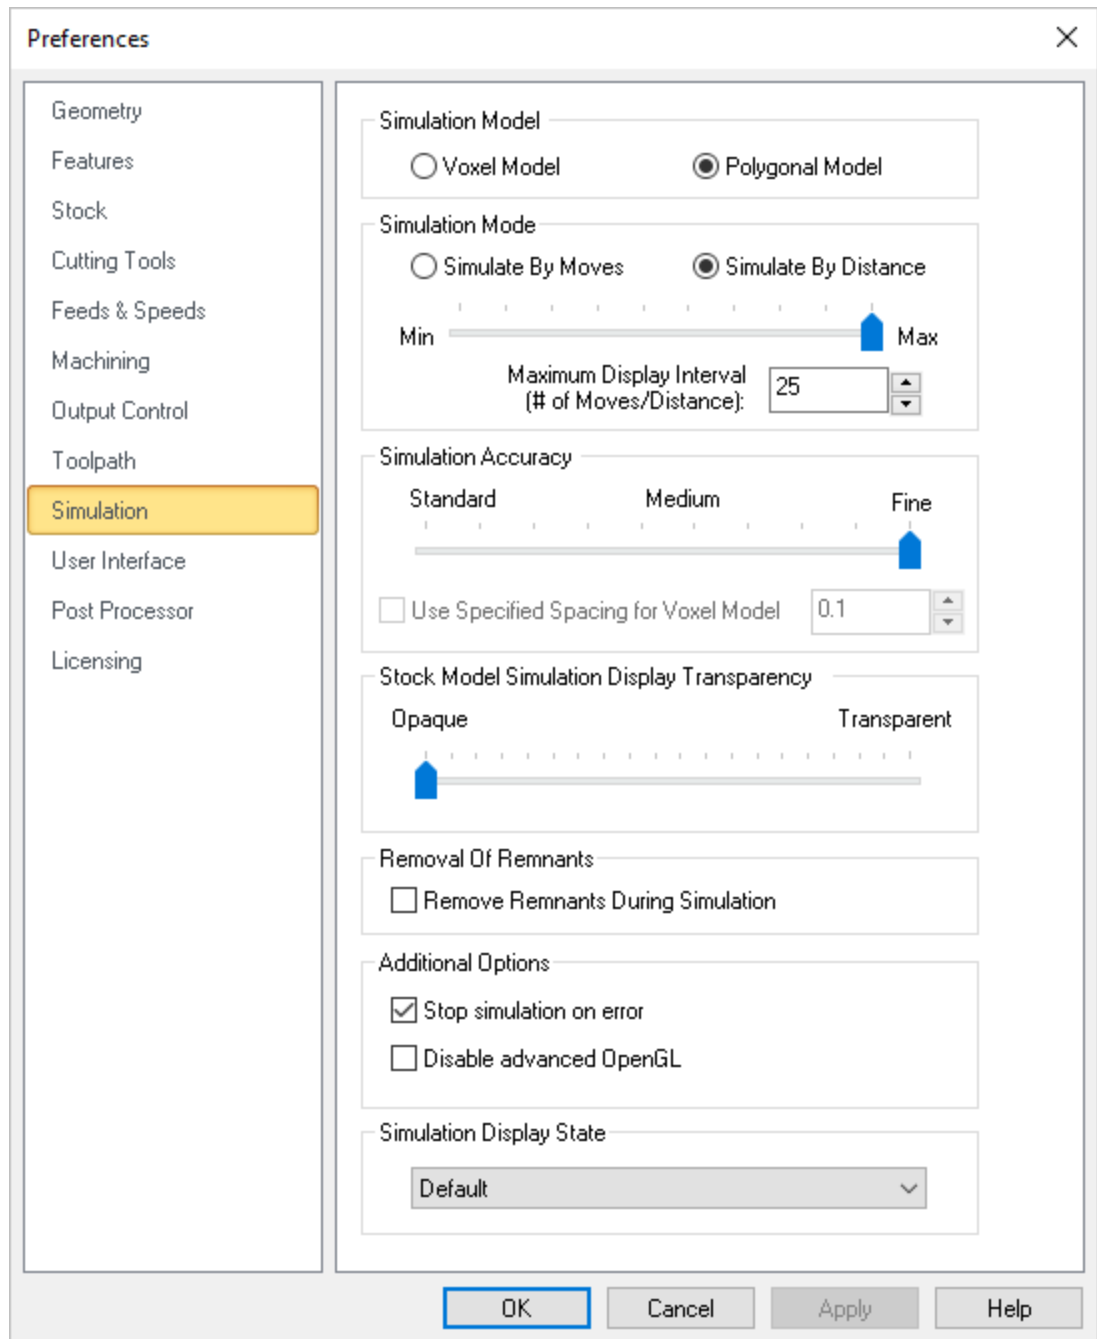 Preferences
Geometry
Features
Stock
Cutting Tools
Feeds & Speeds
Machining
Output Control
Toolpath
Simulation
User Interface
Post Processor
Licensing
Simulation Model
Voxel Model
Polygonal Model
Simulation Mode
Simulate By Moves
Simulate By Distance
Min
Max
Maximum Display Interval
(# of Moves/Distance):
25
Simulation Accuracy
Standard
Medium
Fine
Use Specified Spacing for Voxel Model
0.1
Stock Model Simulation Display Transparency
Opaque
Transparent
Removal Of Remnants
Remove Remnants During Simulation
Additional Options
Stop simulation on error
Disable advanced OpenGL
Simulation Display State
Default
OK
Cancel
Apply
Help